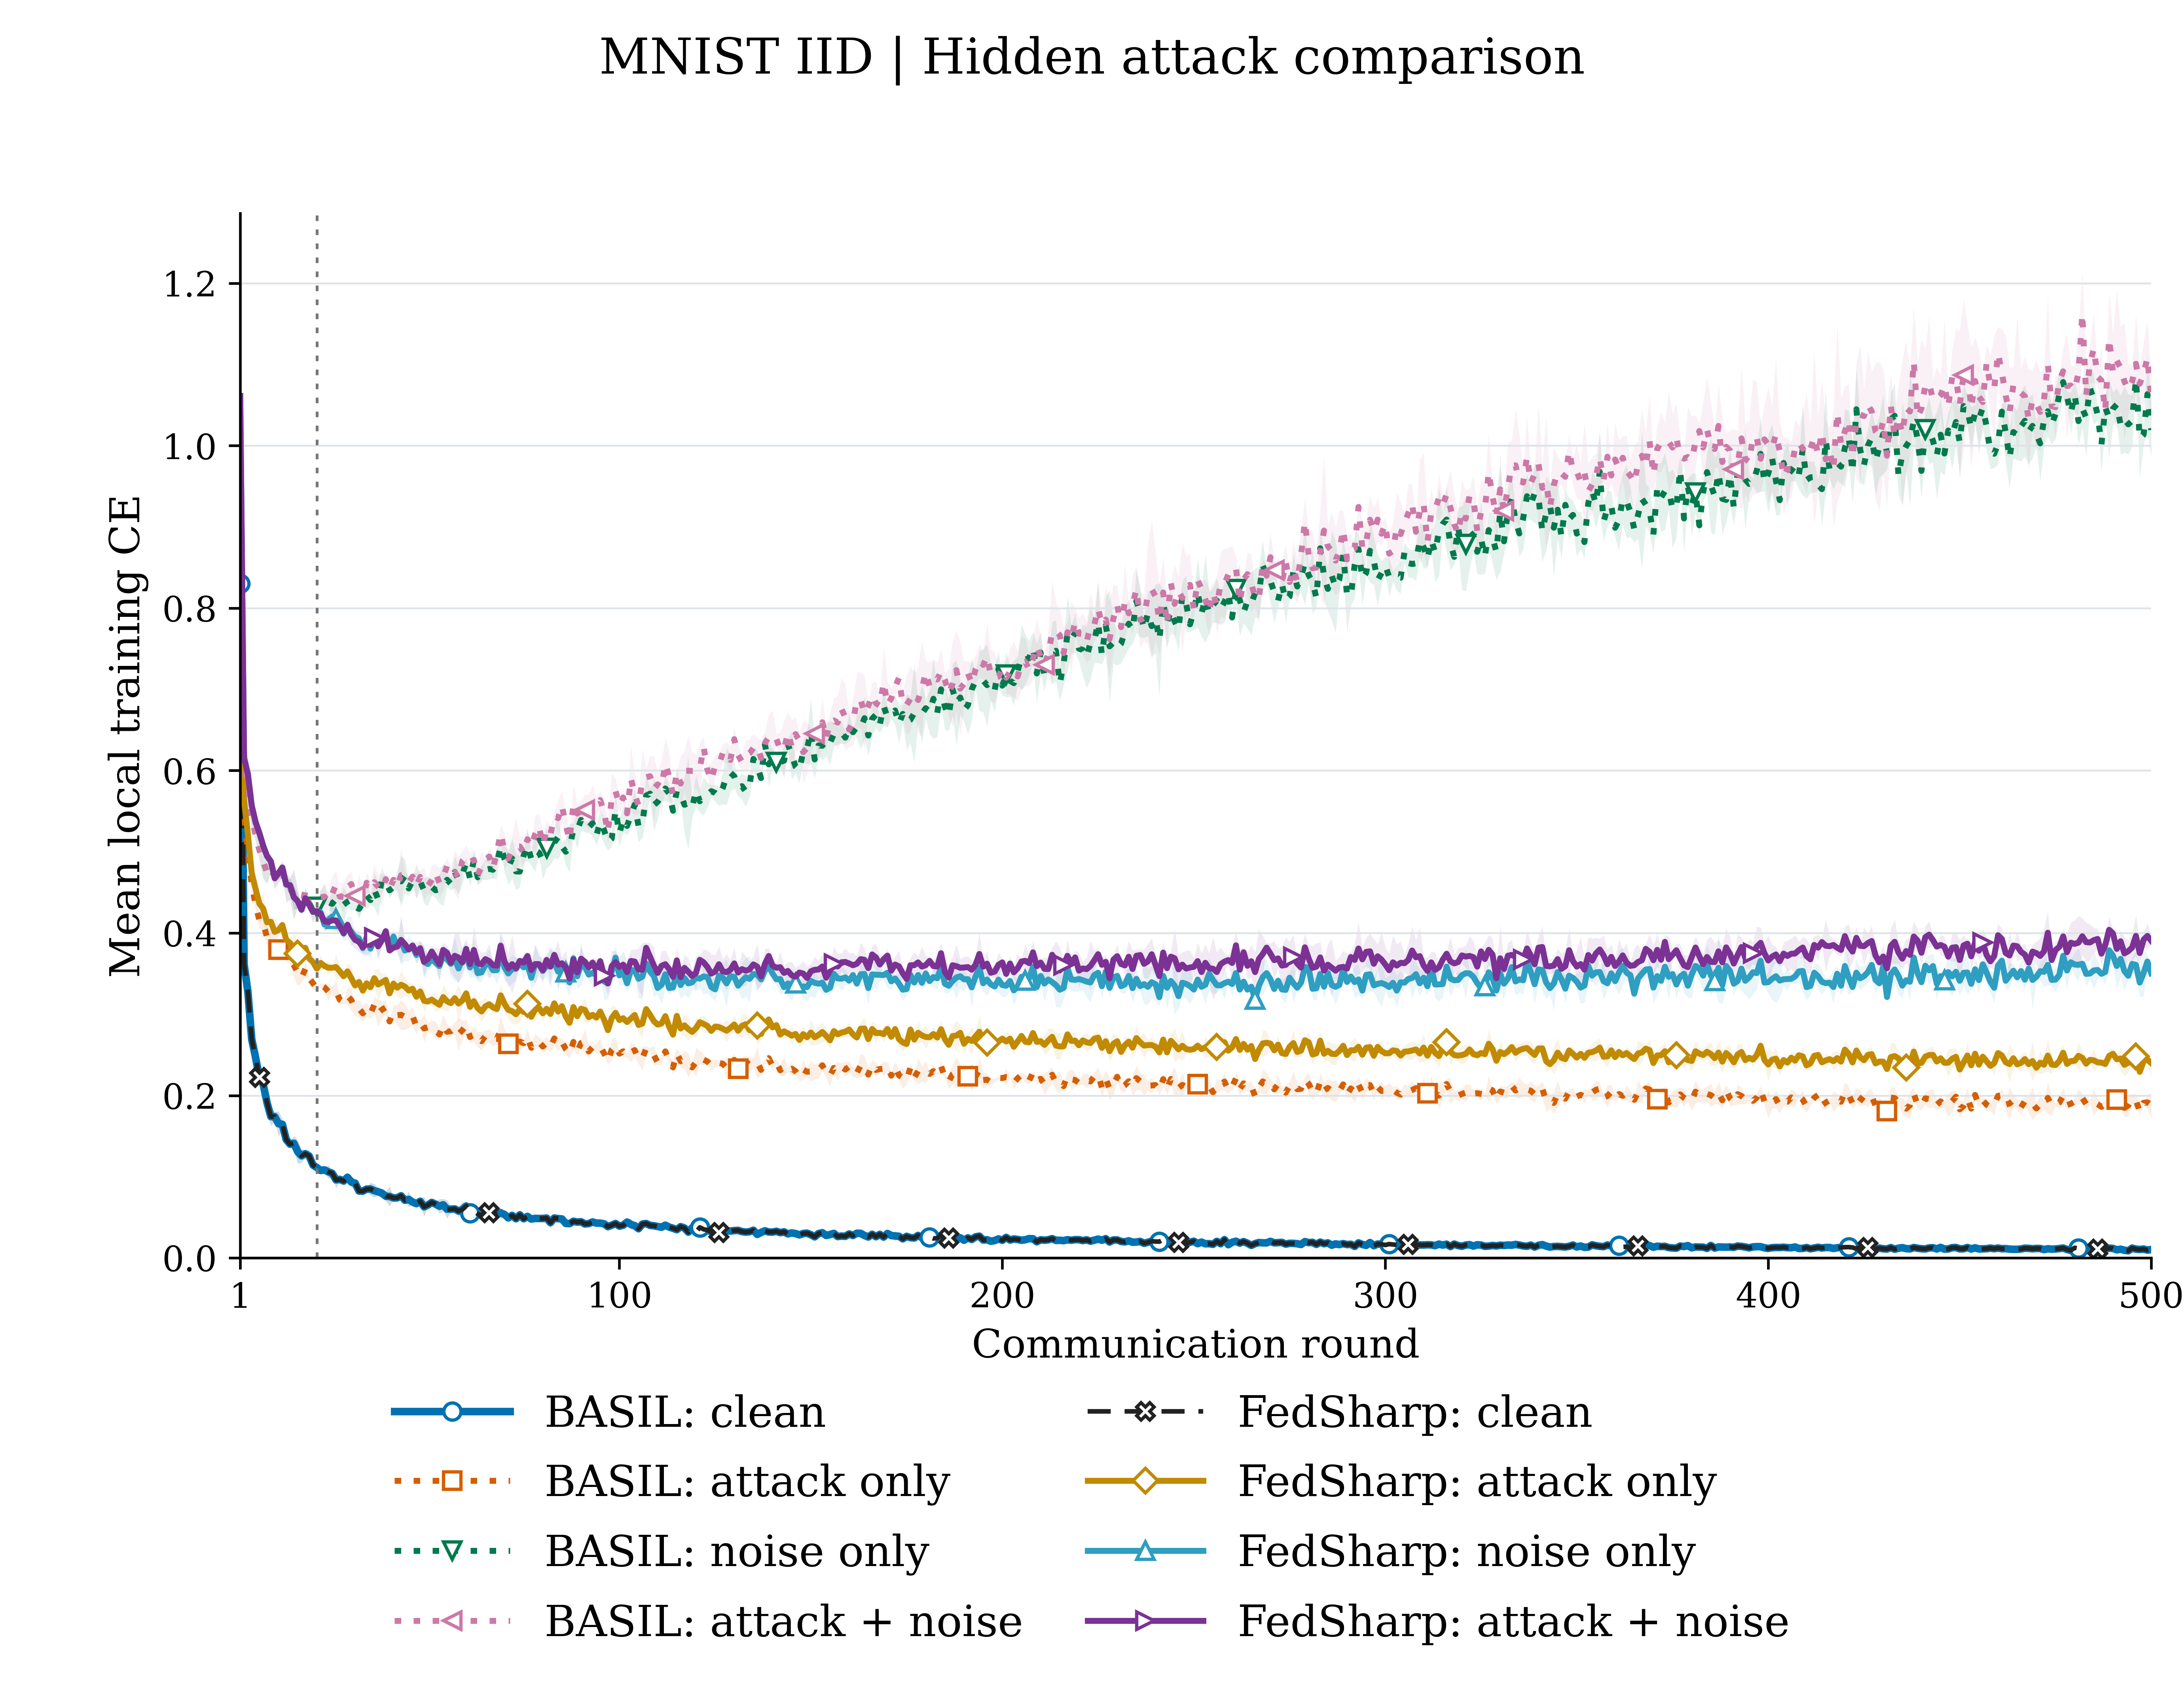 MNIST IID | Hidden attack comparison
Mean local training CE
1.2
1.0
0.8
0.6
0.4
0.2
0.0
1 100 200 300 400 500
Communication round
BASIL: clean
FedSharp: clean
BASIL: attack only
FedSharp: attack only
BASIL: noise only
FedSharp: noise only
BASIL: attack + noise
FedSharp: attack + noise